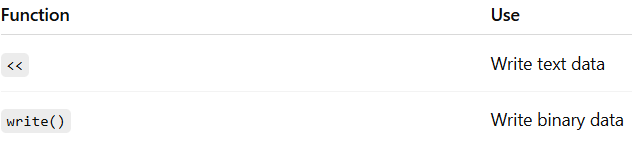 Function Use
<< Write text data
write() Write binary data